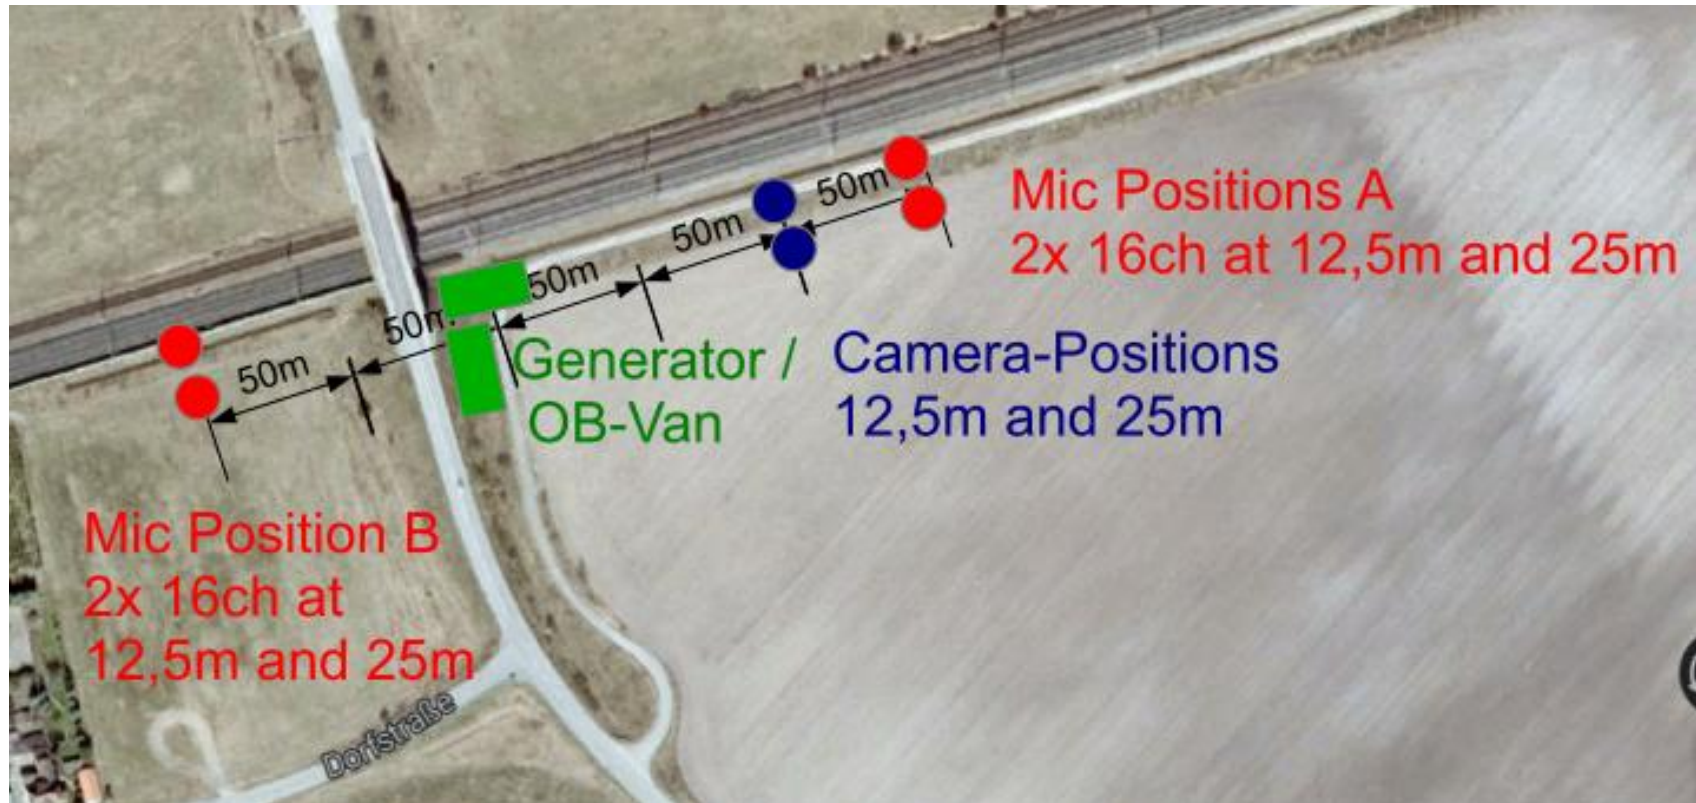 50m
Mic Positions A
2x 16ch at 12,5m and 25m
50m
50m
50m
50m
Generator /
OB-Van
Camera-Positions
12,5m and 25m
Mic Position B
2x 16ch at
12,5m and 25m
Dorfstraße